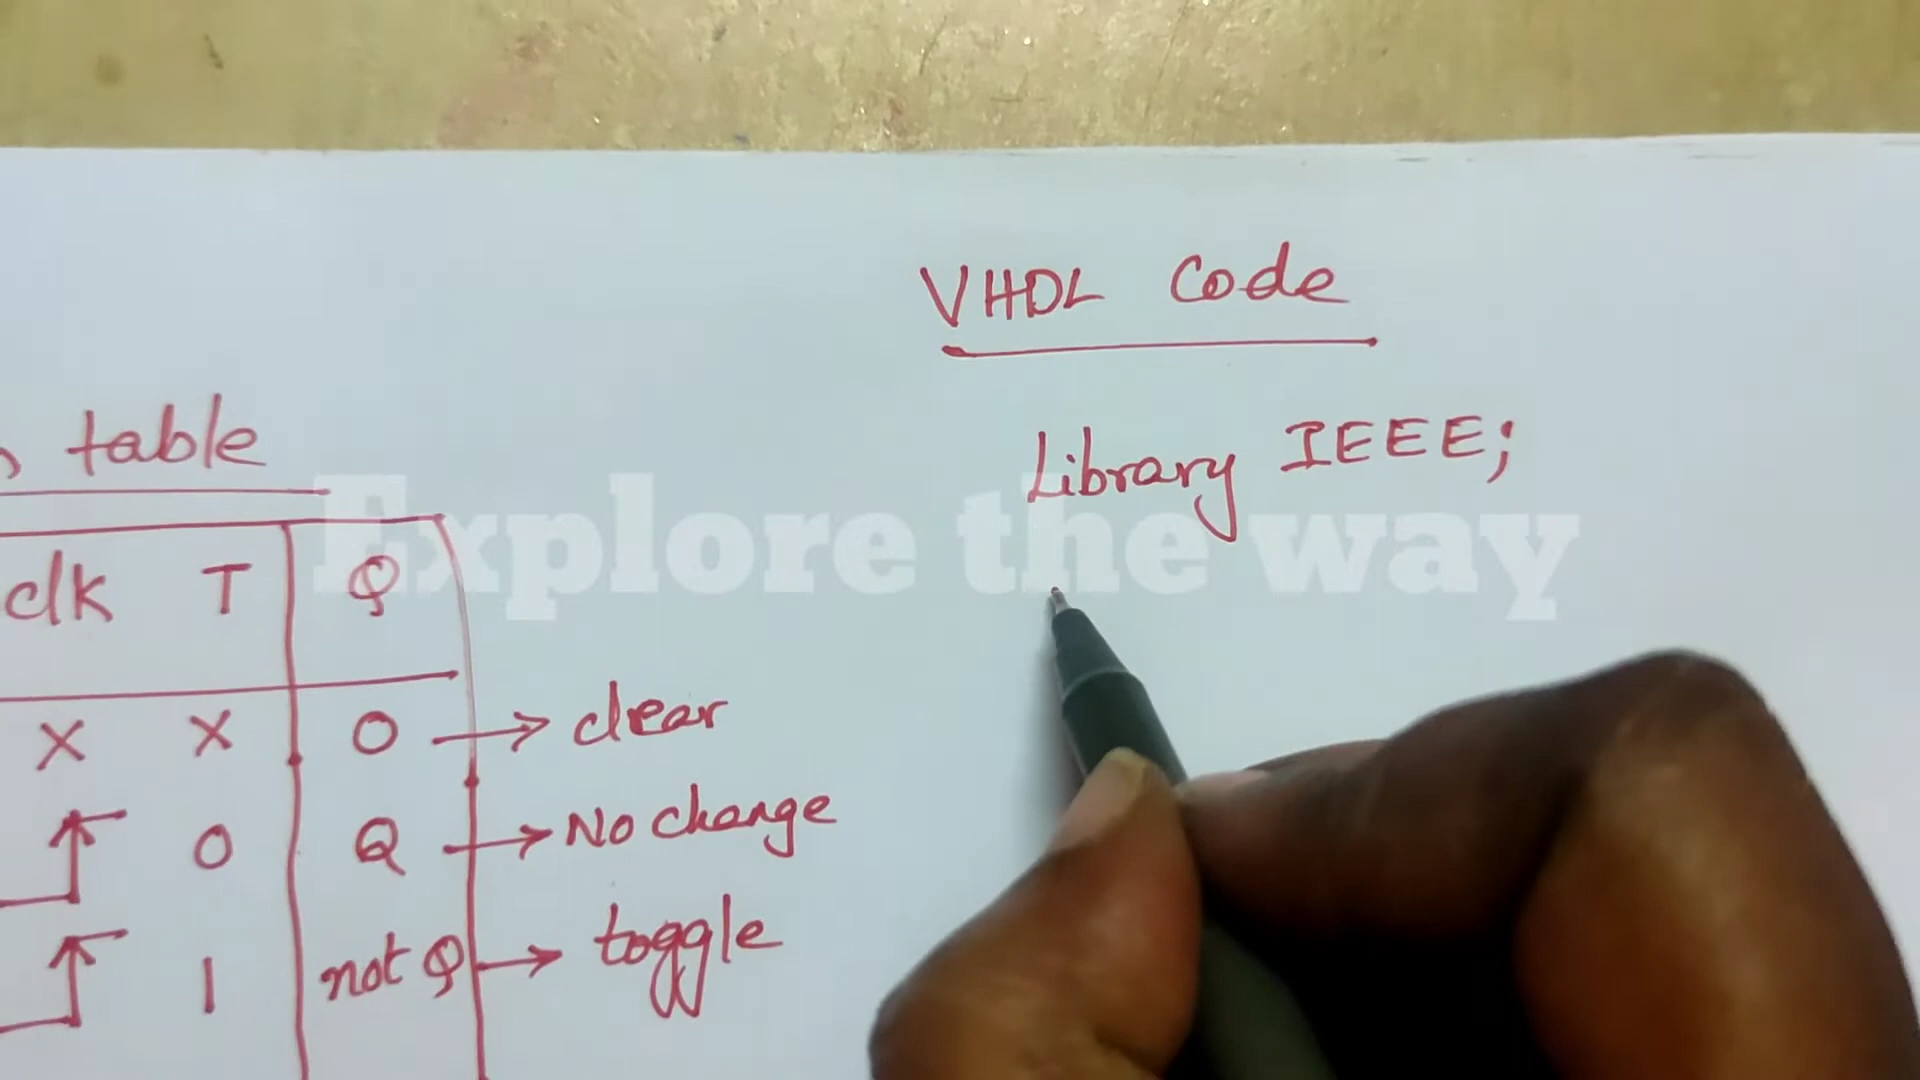 VHDL Code
Library IEEE;
table
Explore the way
clk T Q
X X 0 → clear
↑ 0 Q → No change
↑ 1 not Q → toggle